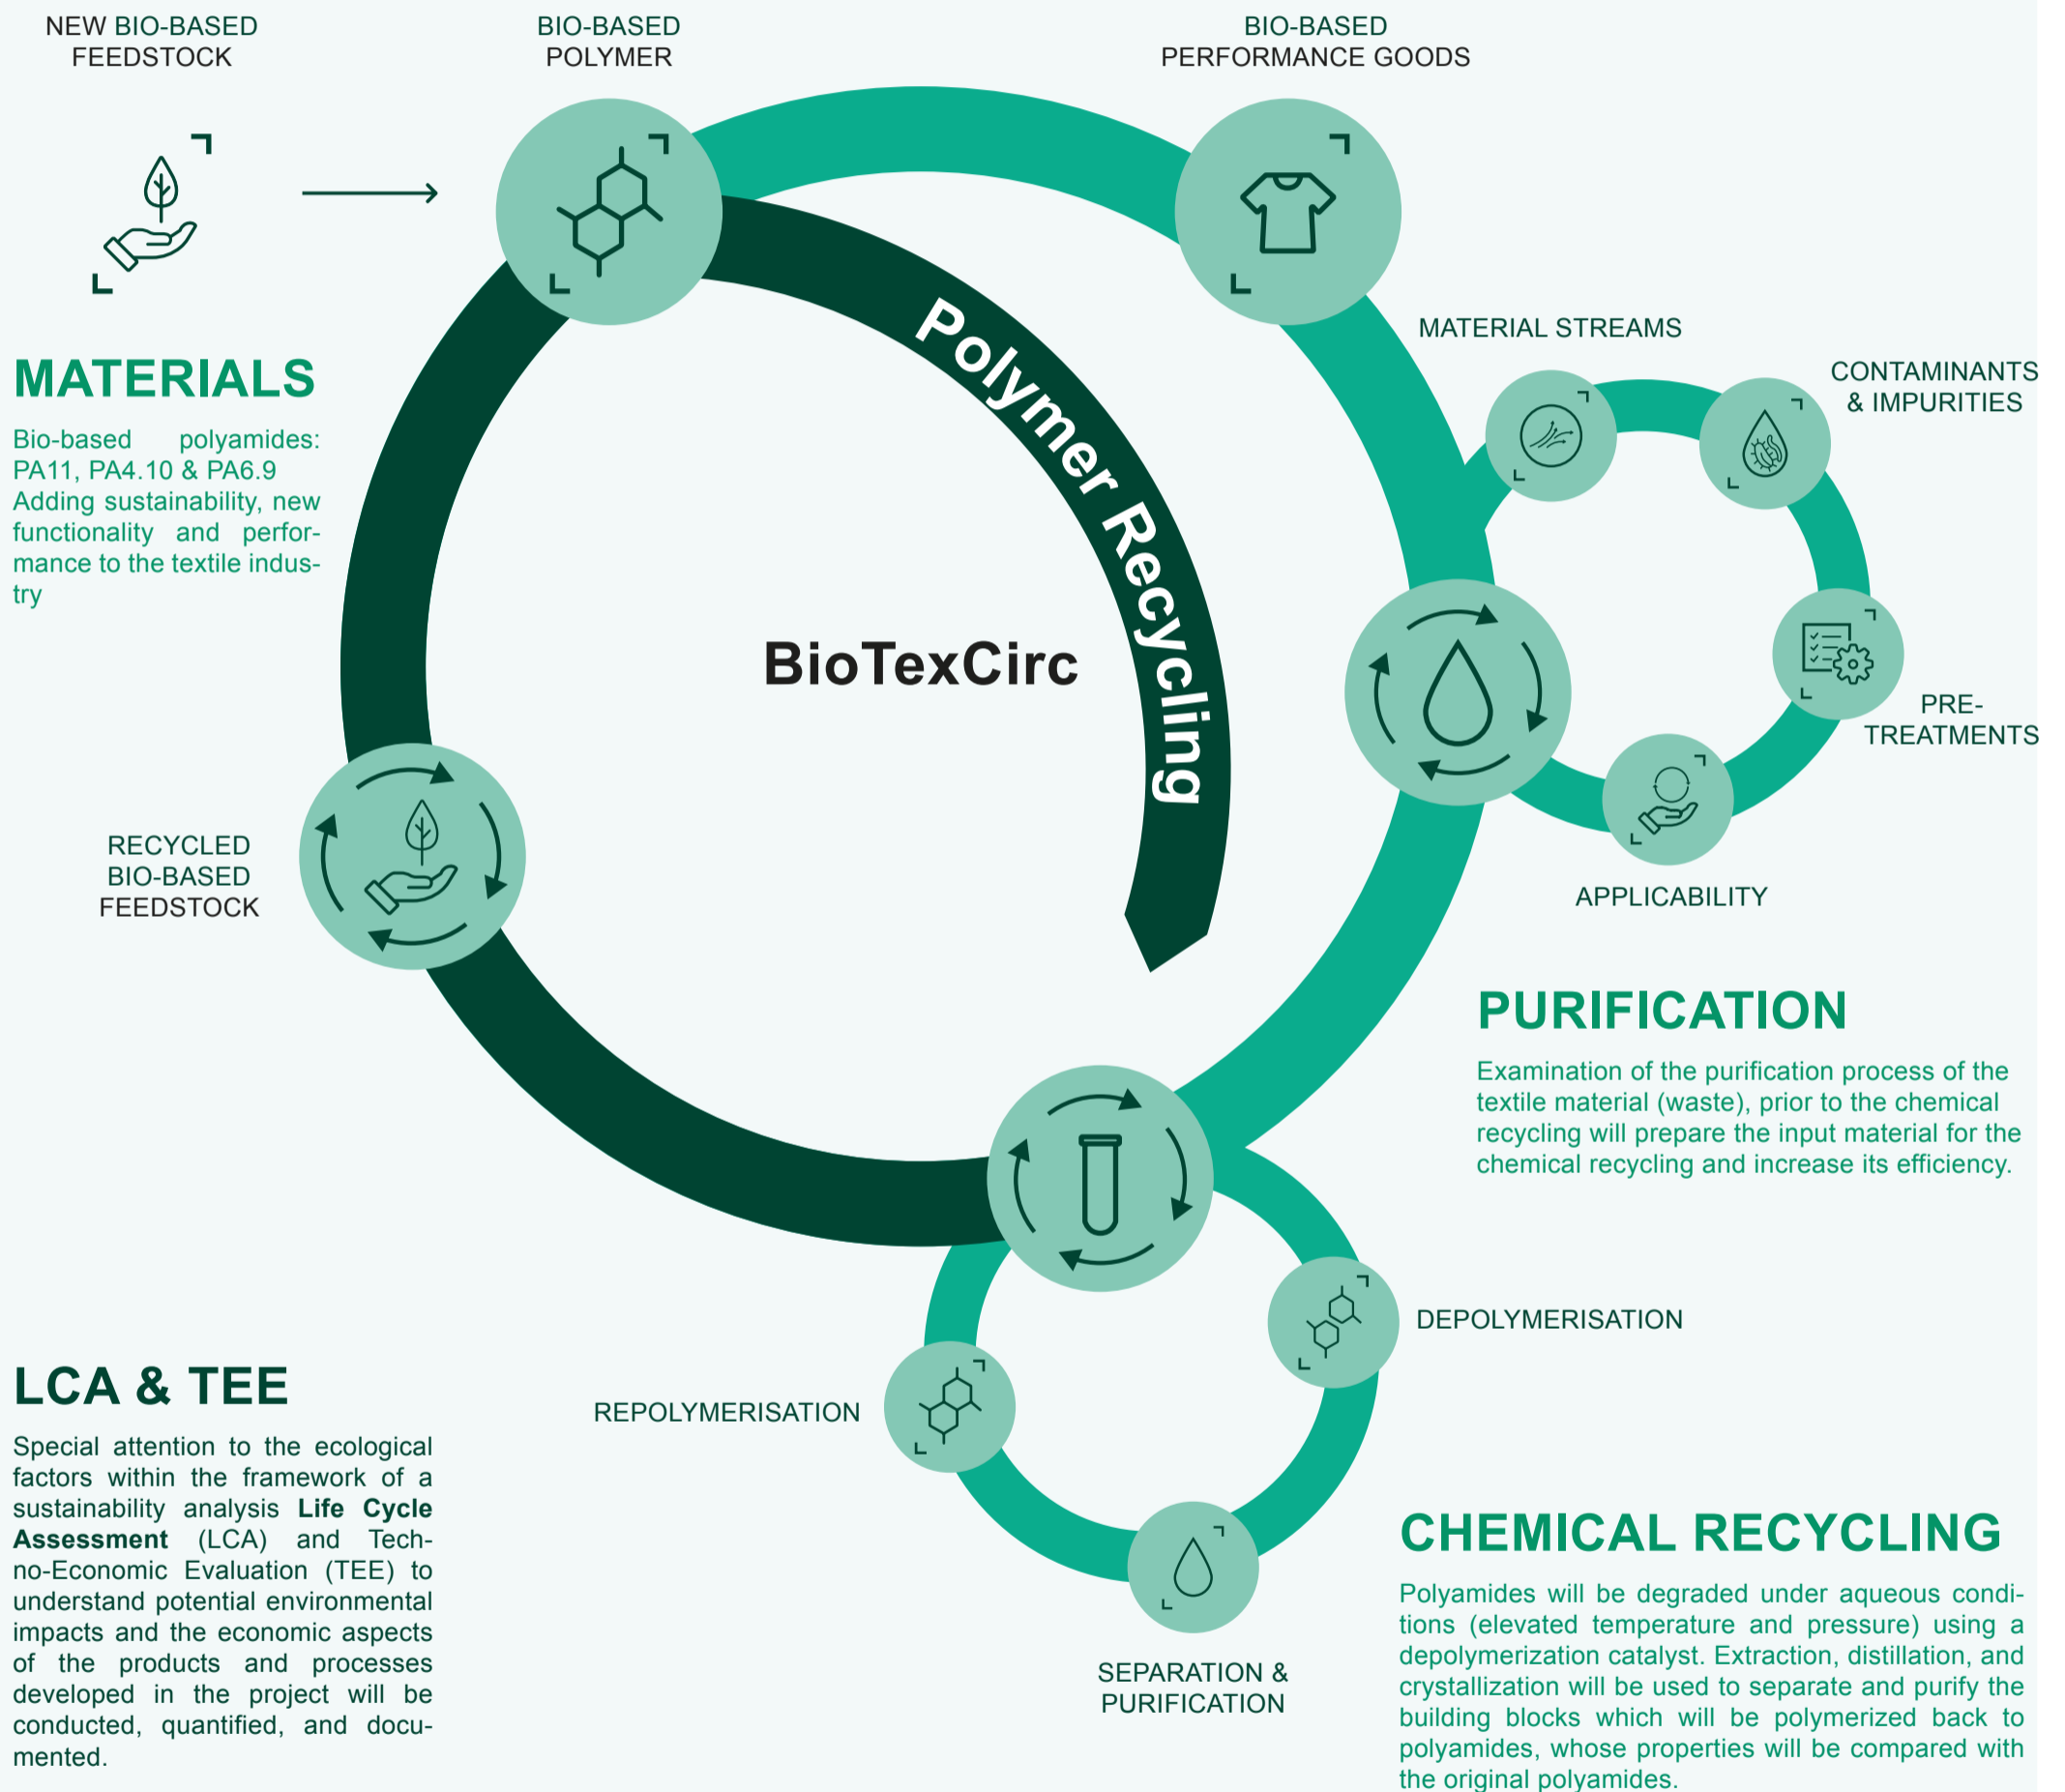 NEW BIO-BASED
FEEDSTOCK
BIO-BASED
POLYMER
BIO-BASED
PERFORMANCE GOODS
MATERIALS
Bio-based polyamides:
PA11, PA4.10 & PA6.9
Adding sustainability, new
functionality and perfor-
mance to the textile indus-
try
Polymer Recycling
BioTexCirc
MATERIAL STREAMS
CONTAMINANTS
& IMPURITIES
PRE-
TREATMENTS
APPLICABILITY
RECYCLED
BIO-BASED
FEEDSTOCK
PURIFICATION
Examination of the purification process of the
textile material (waste), prior to the chemical
recycling will prepare the input material for the
chemical recycling and increase its efficiency.
DEPOLYMERISATION
REPOLYMERISATION
SEPARATION &
PURIFICATION
LCA & TEE
Special attention to the ecological
factors within the framework of a
sustainability analysis Life Cycle
Assessment (LCA) and Tech-
no-Economic Evaluation (TEE) to
understand potential environmental
impacts and the economic aspects
of the products and processes
developed in the project will be
conducted, quantified, and docu-
mented.
CHEMICAL RECYCLING
Polyamides will be degraded under aqueous condi-
tions (elevated temperature and pressure) using a
depolymerization catalyst. Extraction, distillation, and
crystallization will be used to separate and purify the
building blocks which will be polymerized back to
polyamides, whose properties will be compared with
the original polyamides.